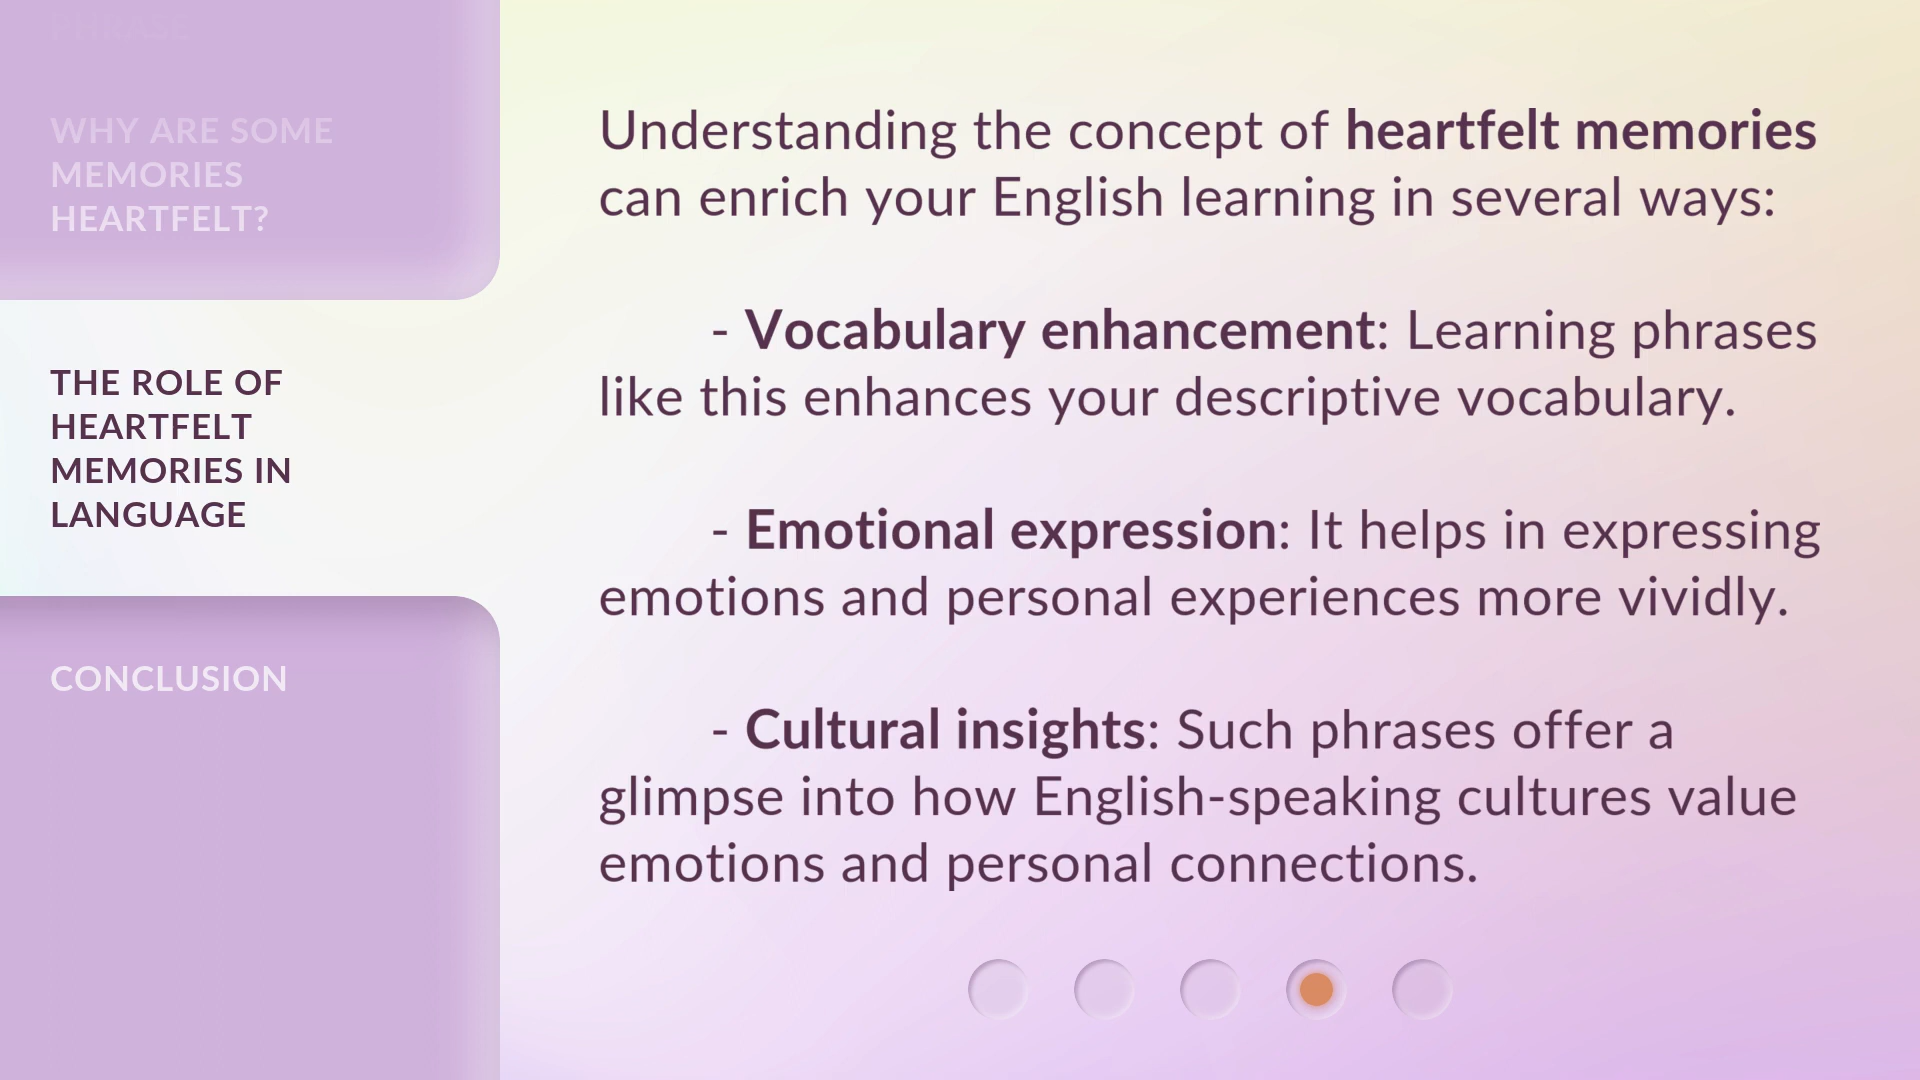 PHRASE
WHY ARE SOME
MEMORIES
HEARTFELT?
THE ROLE OF
HEARTFELT
MEMORIES IN
LANGUAGE
CONCLUSION
Understanding the concept of heartfelt memories
can enrich your English learning in several ways:
- Vocabulary enhancement: Learning phrases
like this enhances your descriptive vocabulary.
- Emotional expression: It helps in expressing
emotions and personal experiences more vividly.
- Cultural insights: Such phrases offer a
glimpse into how English-speaking cultures value
emotions and personal connections.